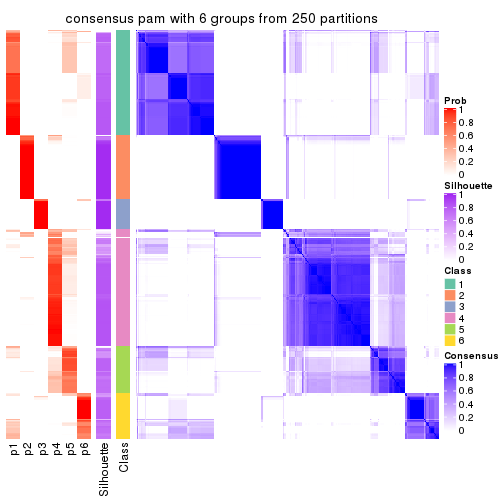 consensus pam with 6 groups from 250 partitions
Prob
1
0.8
0.6
0.4
0.2
0
Silhouette
1
0.8
0.6
0.4
0.2
0
Class
1
2
3
4
5
6
Consensus
1
0.8
0.6
0.4
0.2
0
p1
p2
p3
p4
p5
p6
Silhouette
Class